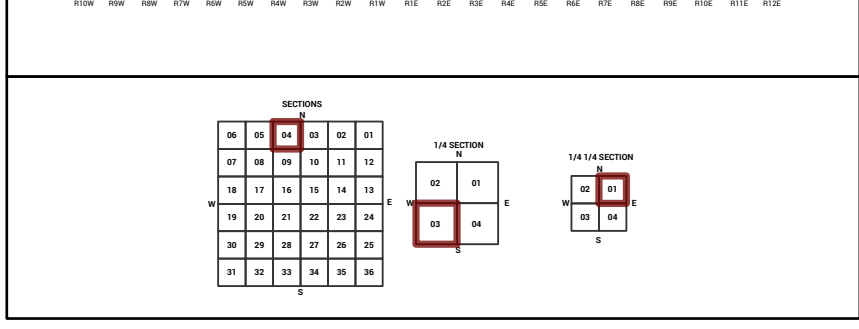 R10W R9W R8W R7W R6W R5W R4W R3W R2W R1W R1E R2E R3E R4E R5E R6E R7E R8E R9E R10E R11E R12E
SECTIONS
N
06 05 04 03 02 01
07 08 09 10 11 12
18 17 16 15 14 13
W E
19 20 21 22 23 24
30 29 28 27 26 25
31 32 33 34 35 36
S
1/4 SECTION
N
02 01
W E
03 04
S
1/4 1/4 SECTION
N
02 01
W E
03 04
S